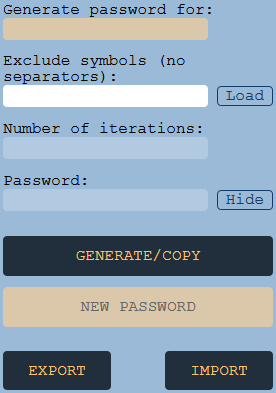 Generate password for:
Exclude symbols (no
separators):
Load
Number of iterations:
Password:
Hide
GENERATE/COPY
NEW PASSWORD
EXPORT IMPORT